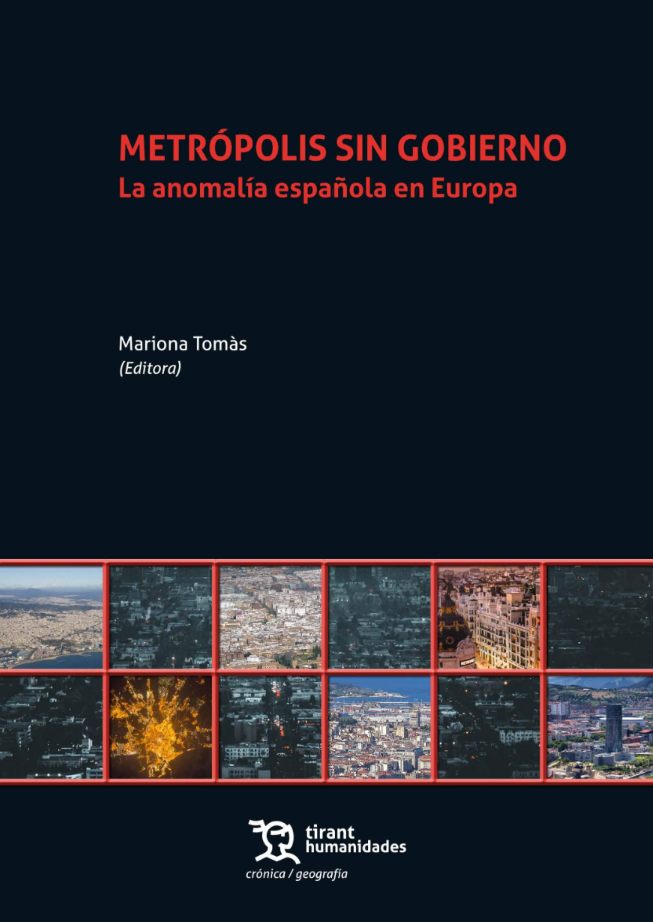 METRÓPOLIS SIN GOBIERNO
La anomalía española en Europa
Mariona Tomàs
(Editora)
tirant
humanidades
crónica / geografía